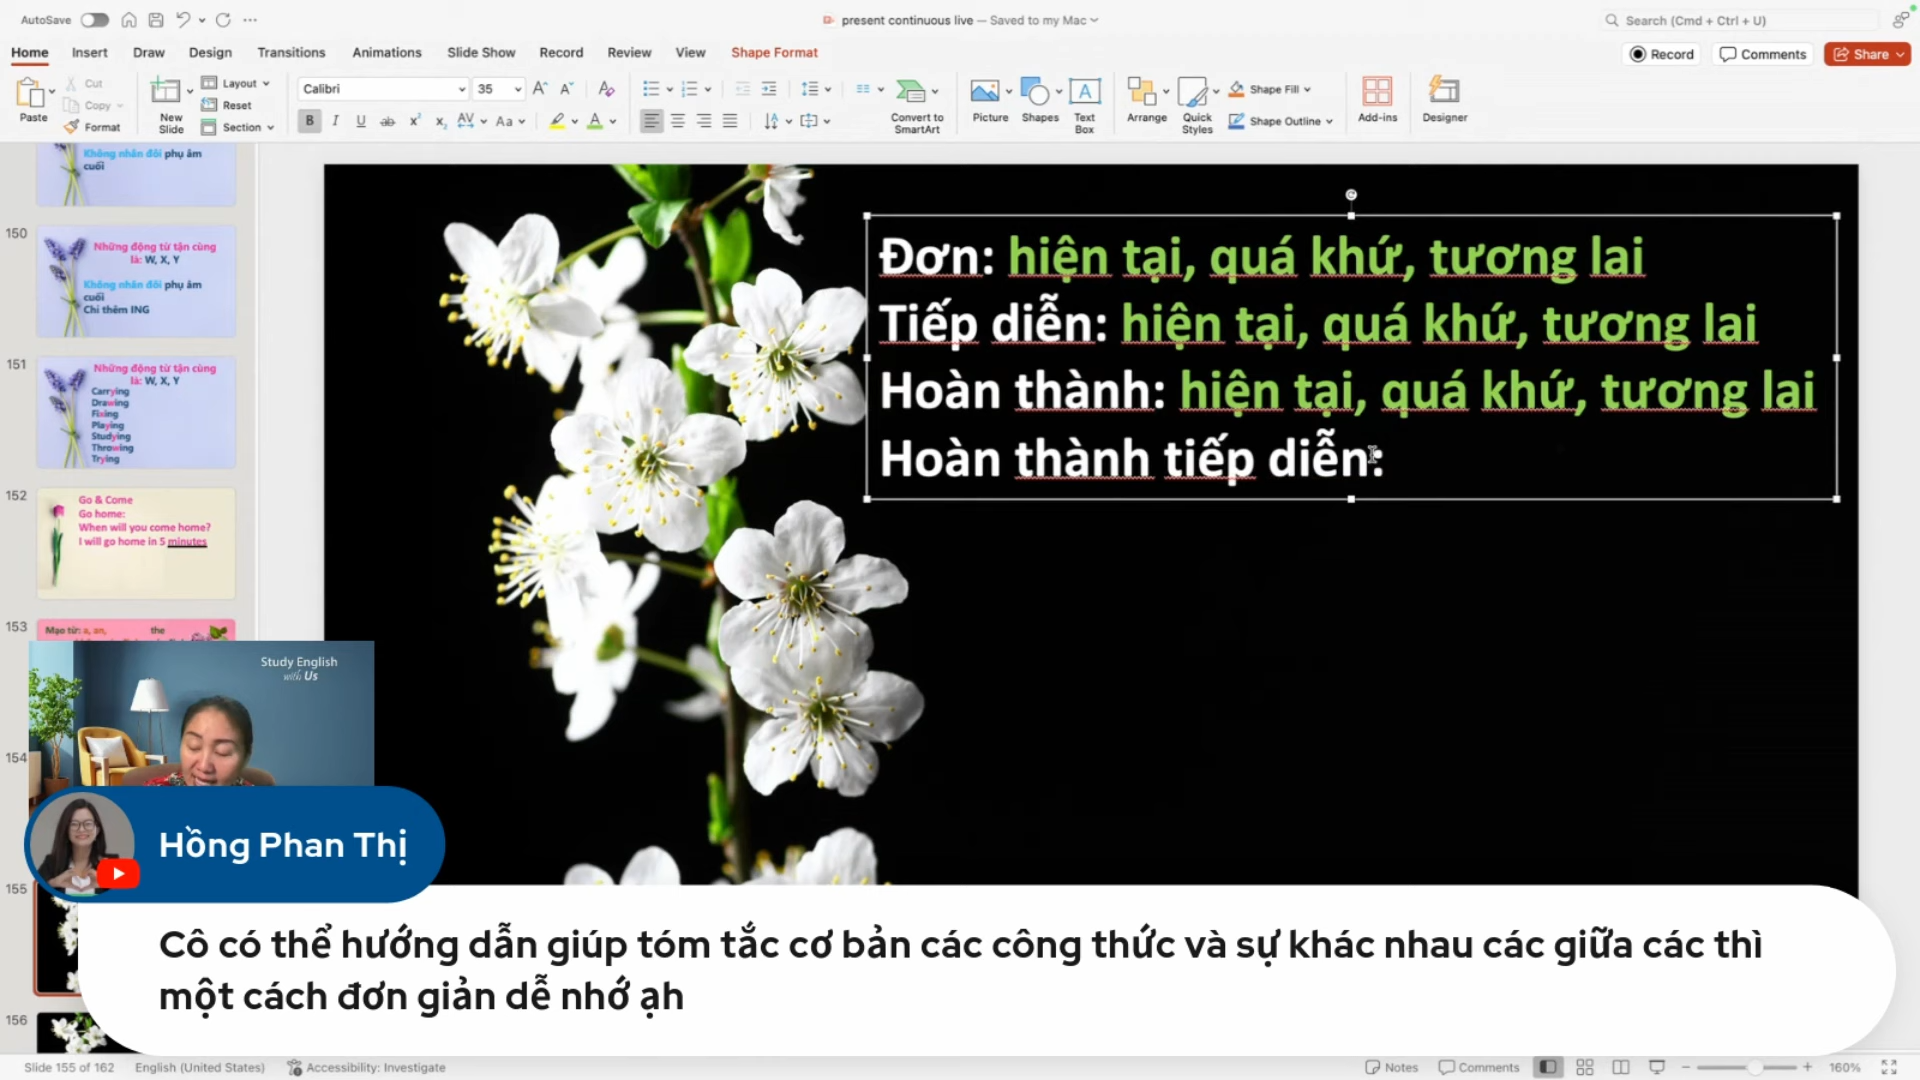 AutoSave
present continuous live — Saved to my Mac
Search (Cmd + Ctrl + U)
Home Insert Draw Design Transitions Animations Slide Show Record Review View Shape Format
Record Comments Share
Paste
Cut
Copy
Format
New Slide
Layout
Reset
Section
Calibri 35
Convert to SmartArt
Picture
Shapes
Text Box
Arrange
Quick Styles
Shape Fill
Shape Outline
Add-ins
Designer
Không nhân đôi phụ âm
cuối
150
Những động từ tận cùng
là: W, X, Y
Không nhân đôi phụ âm
cuối
Chỉ thêm ING
151
Những động từ tận cùng
là: W, X, Y
Carrying
Drawing
Fixing
Playing
Studying
Throwing
Trying
152
Go & Come
Go home:
When will you come home?
I will go home in 5 minutes
153
Mạo từ: a, an, the
154
155
156
Đơn: hiện tại, quá khứ, tương lai
Tiếp diễn: hiện tại, quá khứ, tương lai
Hoàn thành: hiện tại, quá khứ, tương lai
Hoàn thành tiếp diễn:
Study English
with Us
Hồng Phan Thị
Cô có thể hướng dẫn giúp tóm tắc cơ bản các công thức và sự khác nhau các giữa các thì
một cách đơn giản dễ nhớ ạh
Slide 155 of 162 English (United States) Accessibility: Investigate
Notes Comments 160%